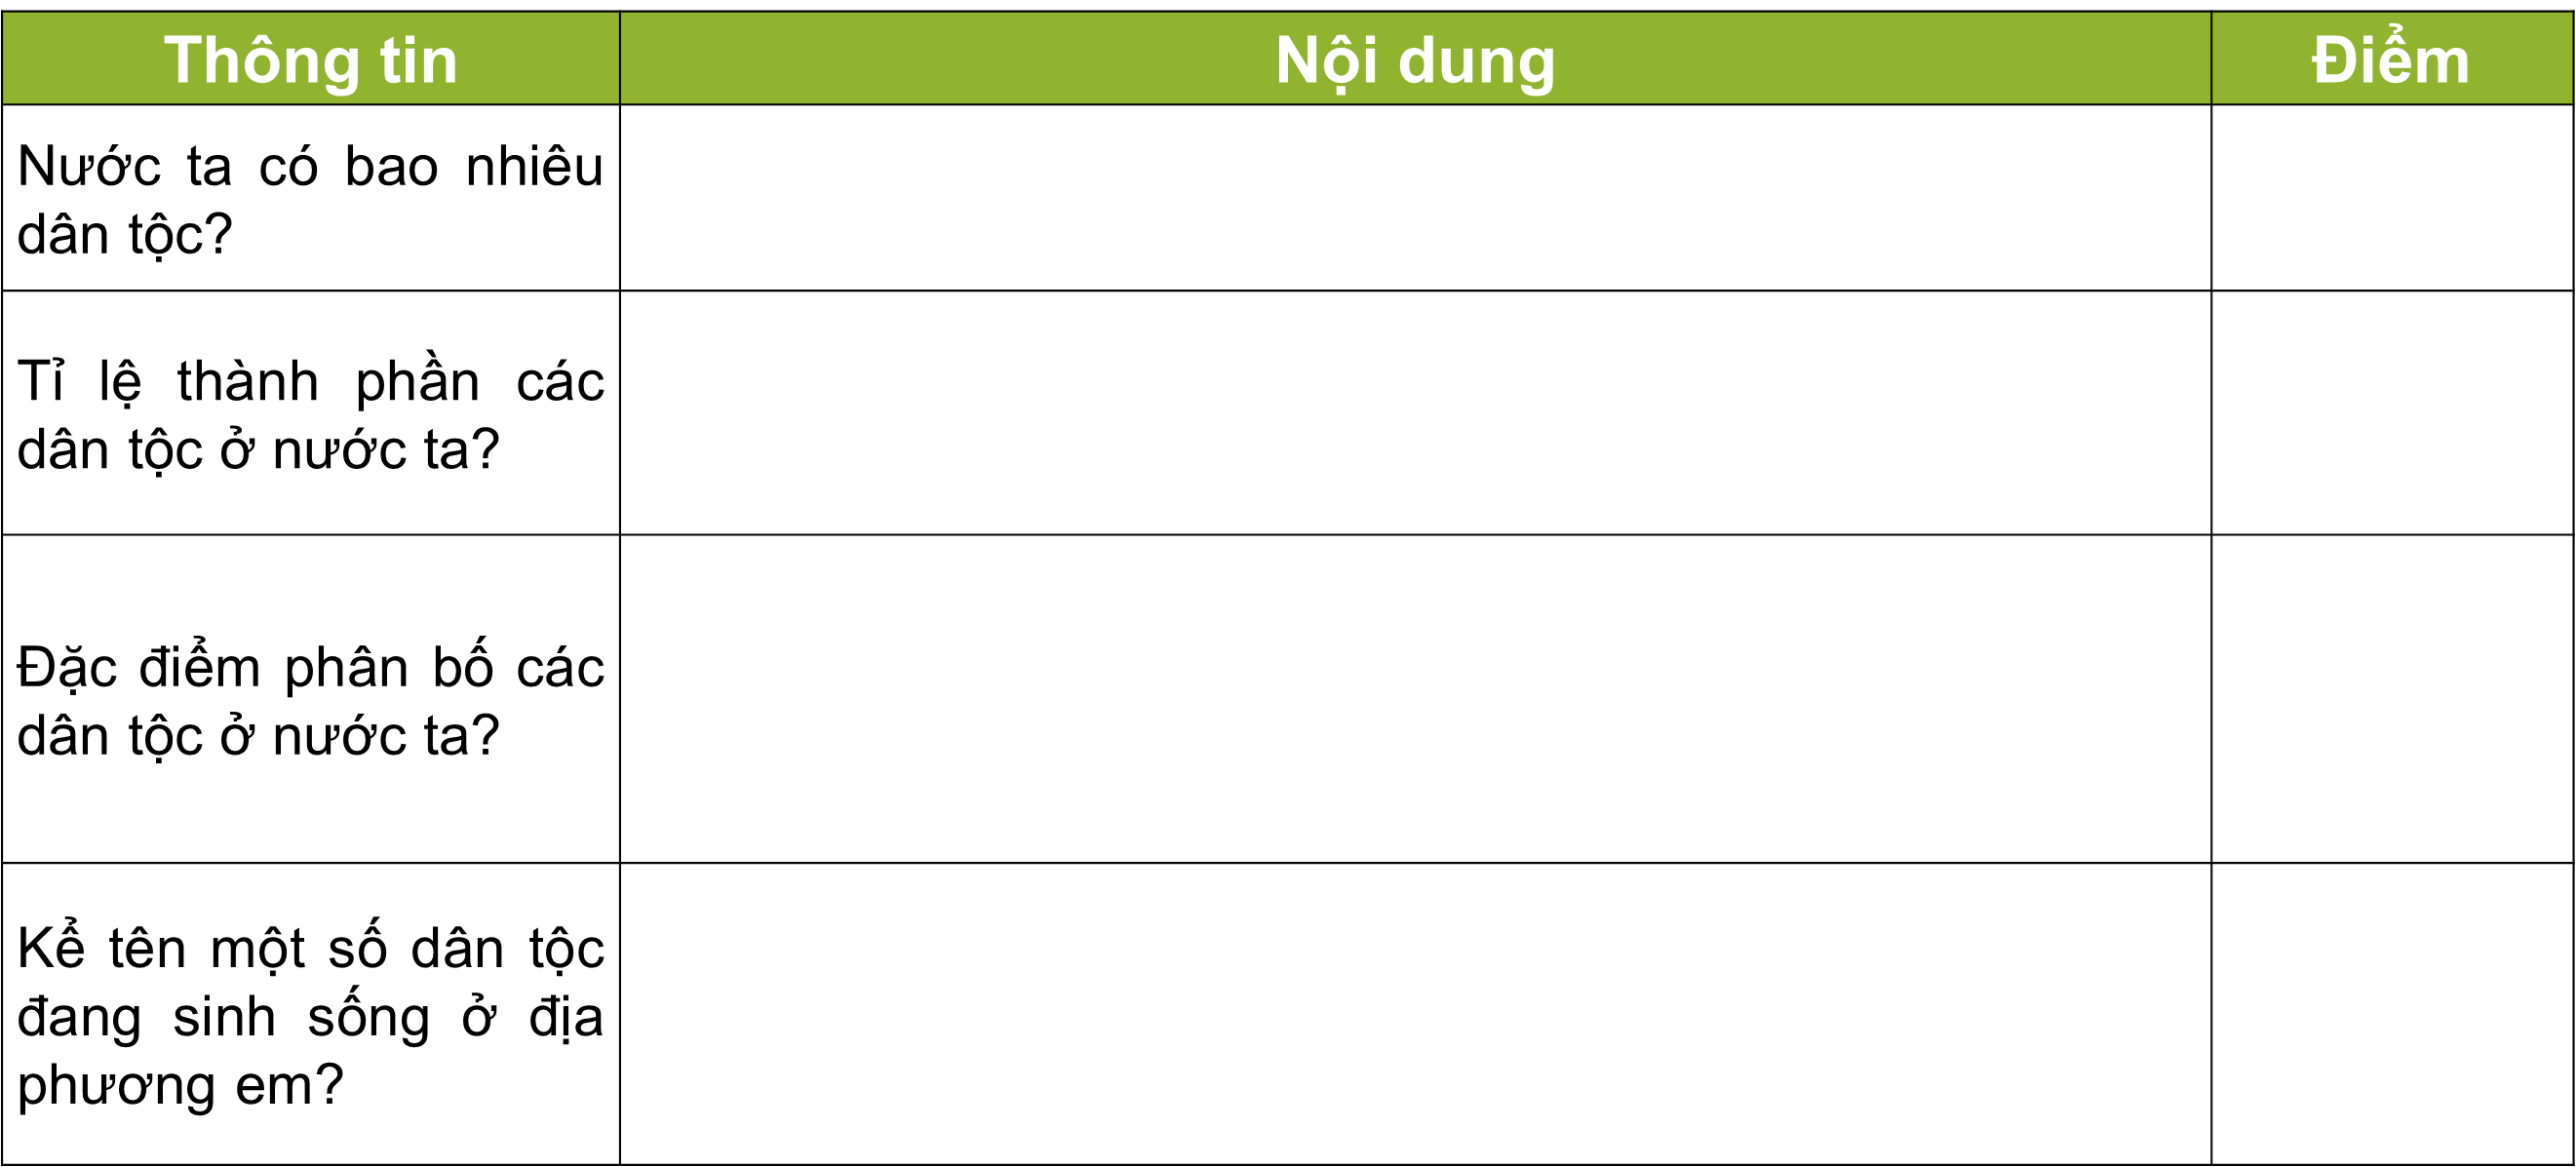 Thông tin
Nội dung
Điểm
Nước ta có bao nhiêu
dân tộc?
Tỉ lệ thành phần các
dân tộc ở nước ta?
Đặc điểm phân bố các
dân tộc ở nước ta?
Kể tên một số dân tộc
đang sinh sống ở địa
phương em?